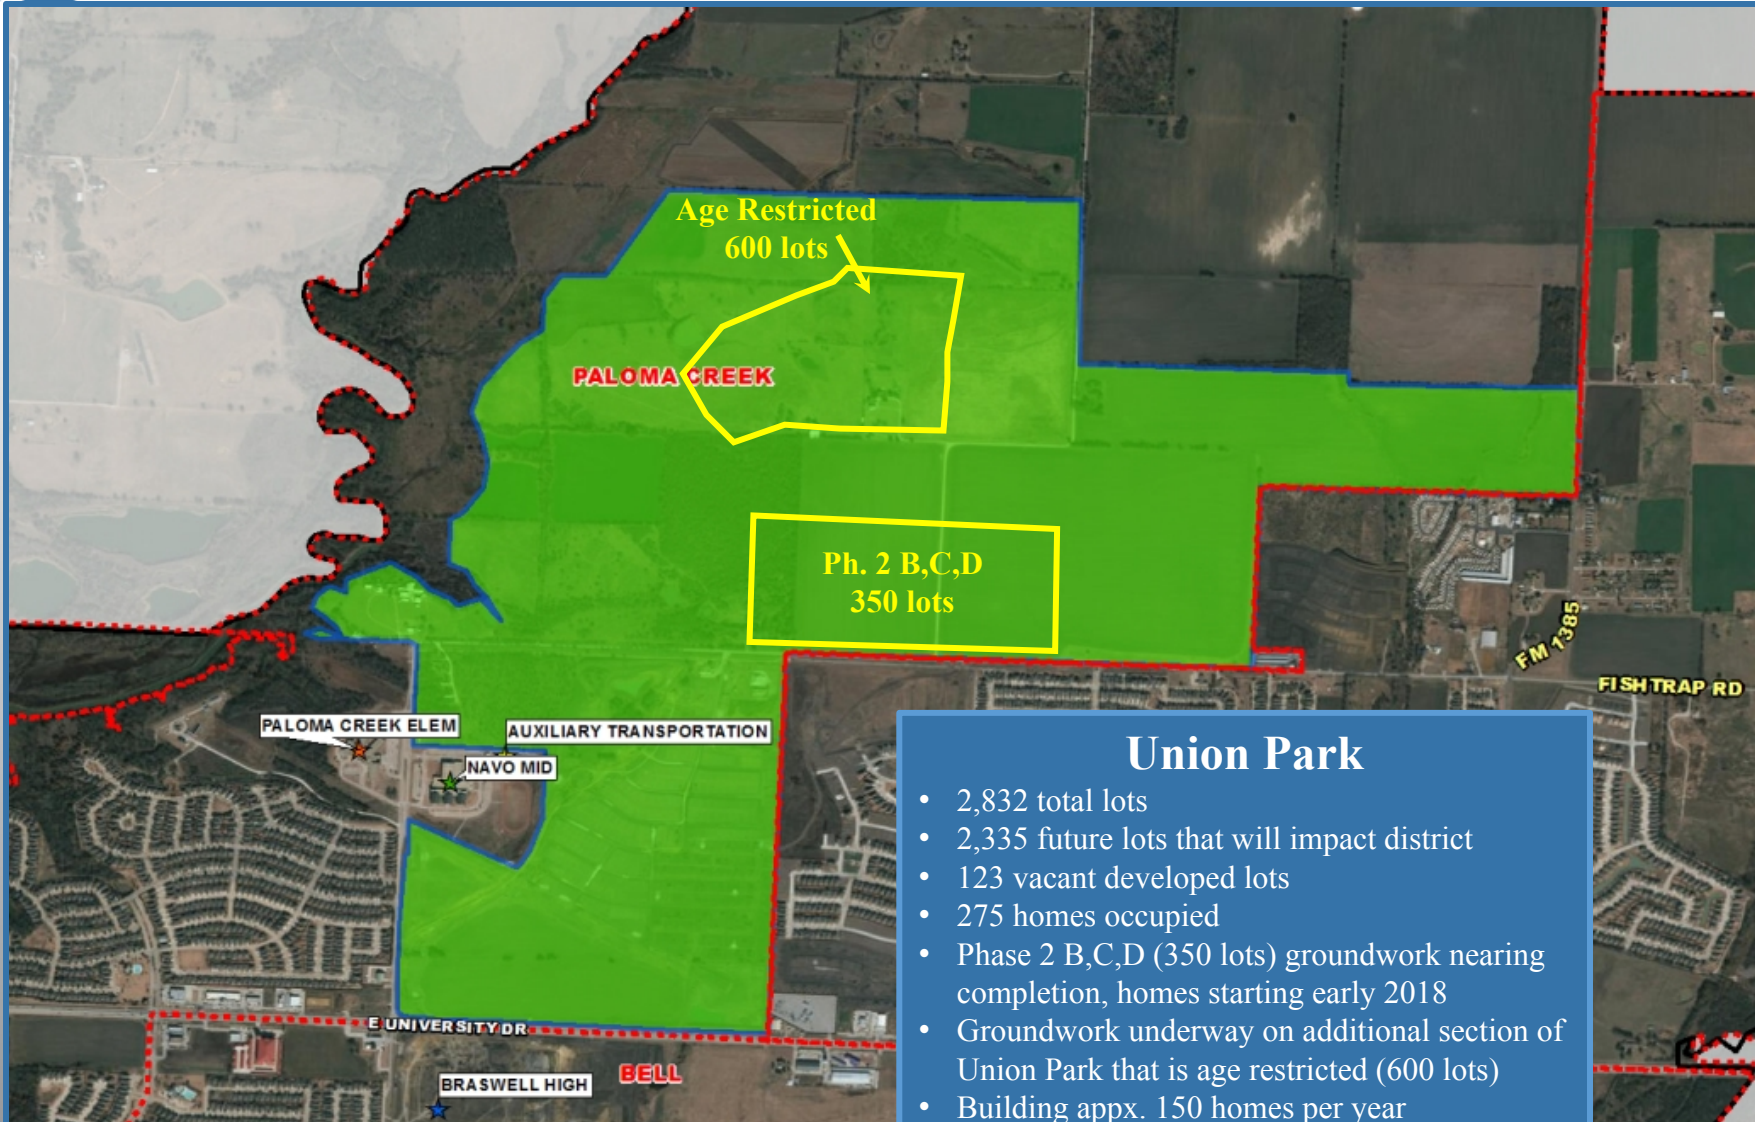 Age Restricted
600 lots
PALOMA CREEK
Ph. 2 B,C,D
350 lots
FM 1385
FISHTRAP RD
PALOMA CREEK ELEM
AUXILIARY TRANSPORTATION
NAVO MID
E UNIVERSITY DR
BELL
BRASWELL HIGH
Union Park
• 2,832 total lots
• 2,335 future lots that will impact district
• 123 vacant developed lots
• 275 homes occupied
• Phase 2 B,C,D (350 lots) groundwork nearing
completion, homes starting early 2018
• Groundwork underway on additional section of
Union Park that is age restricted (600 lots)
• Building appx. 150 homes per year